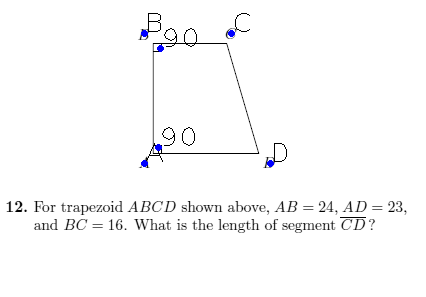 B
90
C
90
A
D
12. For trapezoid ABCD shown above, AB = 24, AD = 23,
and BC = 16. What is the length of segment CD?